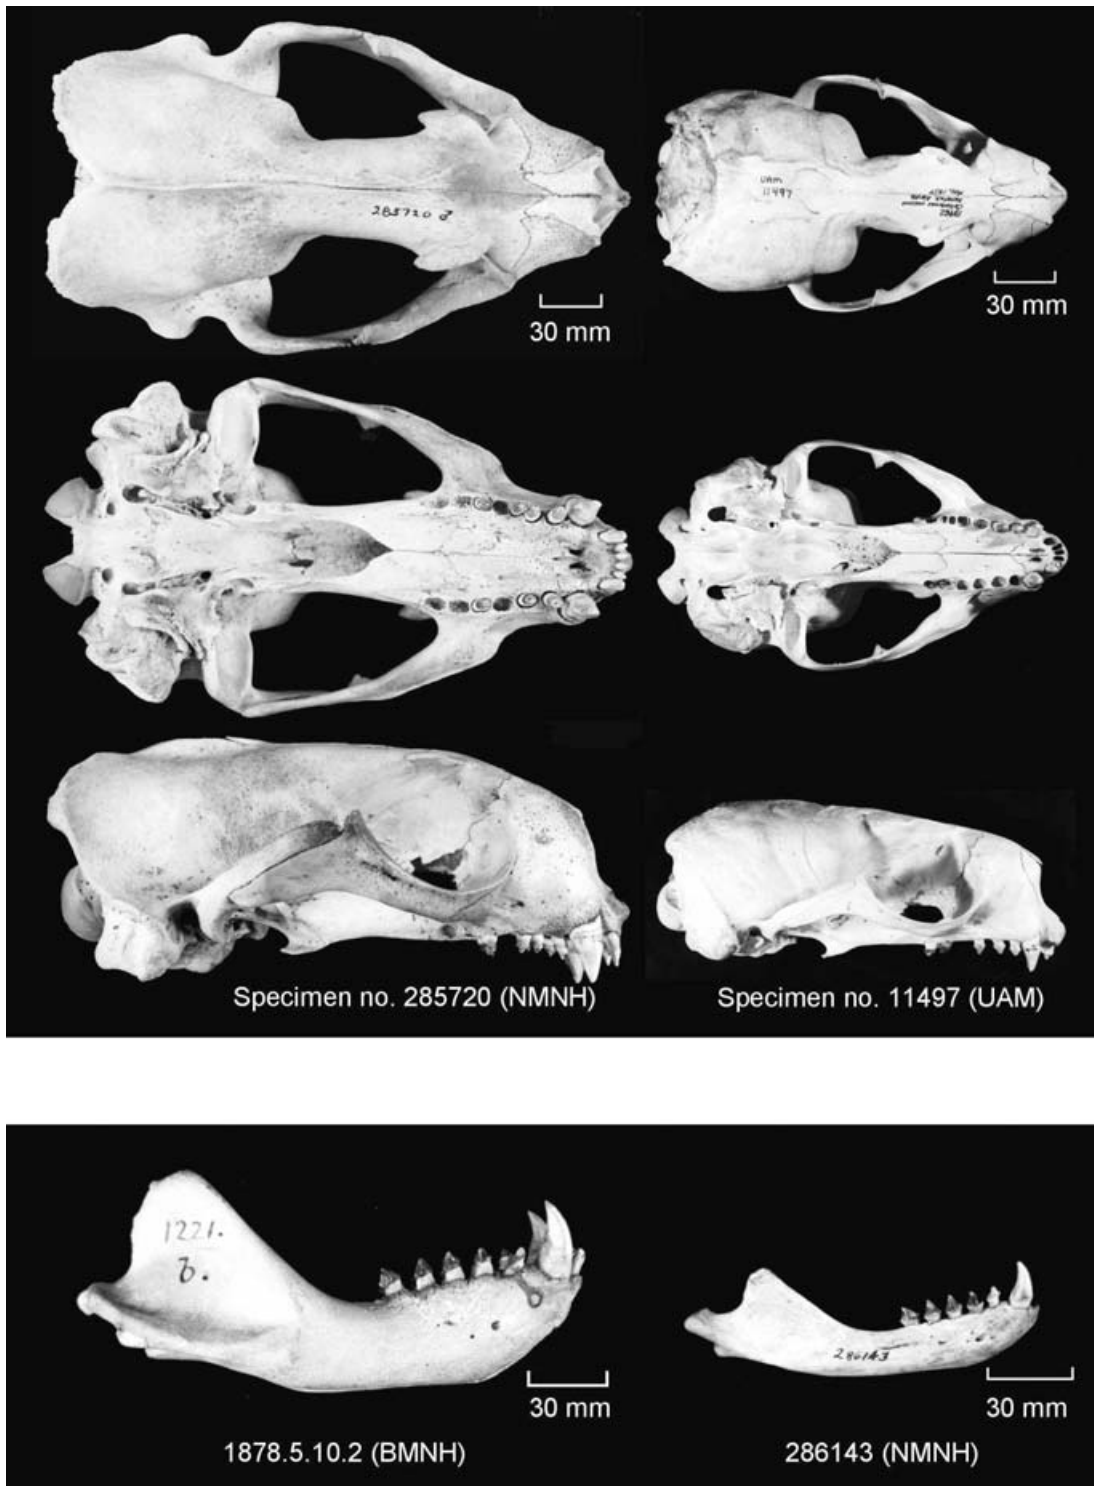 285720 ♂
UAM
11497
30 mm
30 mm
Specimen no. 285720 (NMNH)
Specimen no. 11497 (UAM)
1221.
b.
286143
30 mm
30 mm
1878.5.10.2 (BMNH)
286143 (NMNH)